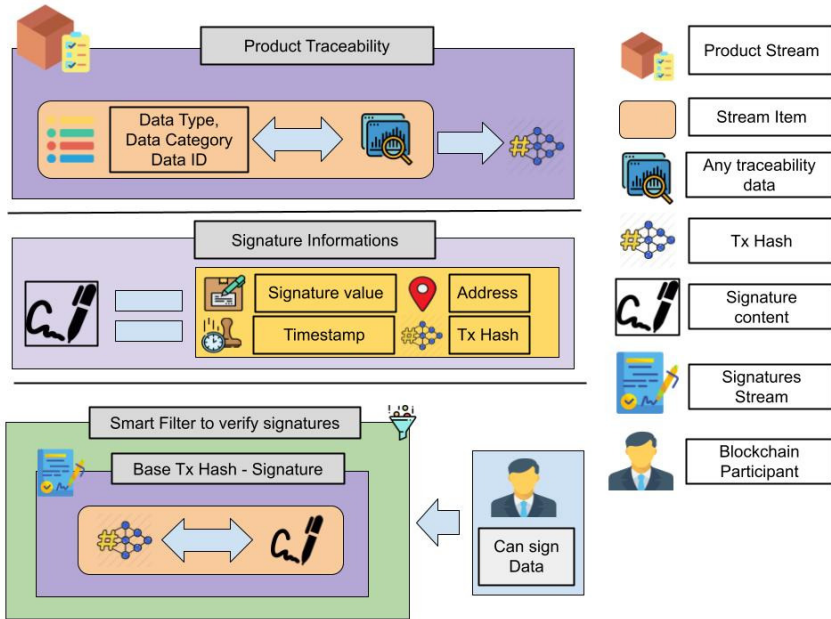 Product Traceability
Data Type,
Data Category
Data ID
#
Signature Informations
Signature value
Address
Timestamp
#
Tx Hash
Smart Filter to verify signatures
Base Tx Hash - Signature
#
Can sign
Data
Product Stream
Stream Item
Any traceability
data
#
Tx Hash
Signature
content
Signatures
Stream
Blockchain
Participant